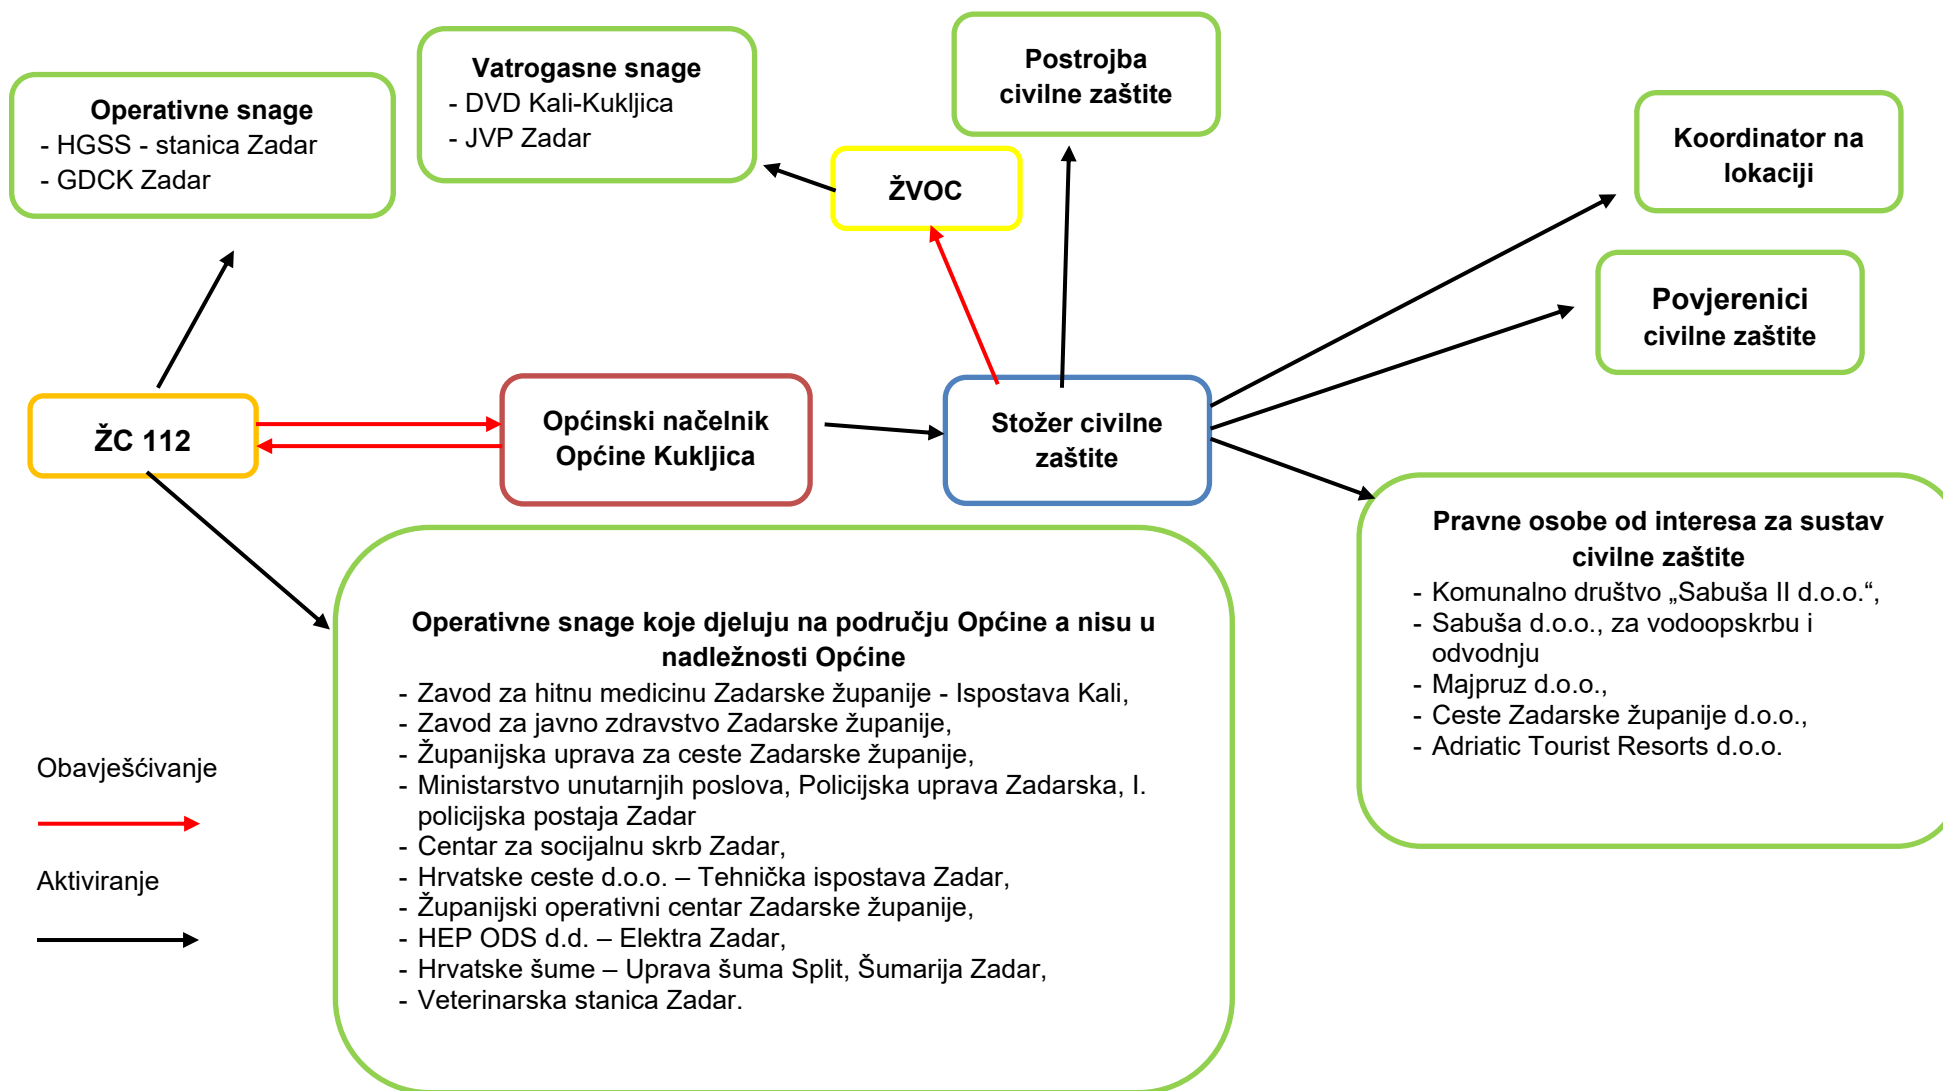 Operativne snage
- HGSS - stanica Zadar
- GDCK Zadar
Vatrogasne snage
- DVD Kali-Kukljica
- JVP Zadar
Postrojba
civilne zaštite
ŽVOC
Koordinator na
lokaciji
Povjerenici
civilne zaštite
ŽC 112
Općinski načelnik
Općine Kukljica
Stožer civilne
zaštite
Pravne osobe od interesa za sustav
civilne zaštite
- Komunalno društvo „Sabuša II d.o.o.“,
- Sabuša d.o.o., za vodoopskrbu i
odvodnju
- Majpruz d.o.o.,
- Ceste Zadarske županije d.o.o.,
- Adriatic Tourist Resorts d.o.o.
Operativne snage koje djeluju na području Općine a nisu u
nadležnosti Općine
- Zavod za hitnu medicinu Zadarske županije - Ispostava Kali,
- Zavod za javno zdravstvo Zadarske županije,
- Županijska uprava za ceste Zadarske županije,
- Ministarstvo unutarnjih poslova, Policijska uprava Zadarska, I.
policijska postaja Zadar
- Centar za socijalnu skrb Zadar,
- Hrvatske ceste d.o.o. – Tehnička ispostava Zadar,
- Županijski operativni centar Zadarske županije,
- HEP ODS d.d. – Elektra Zadar,
- Hrvatske šume – Uprava šuma Split, Šumarija Zadar,
- Veterinarska stanica Zadar.
Obavješćivanje
Aktiviranje